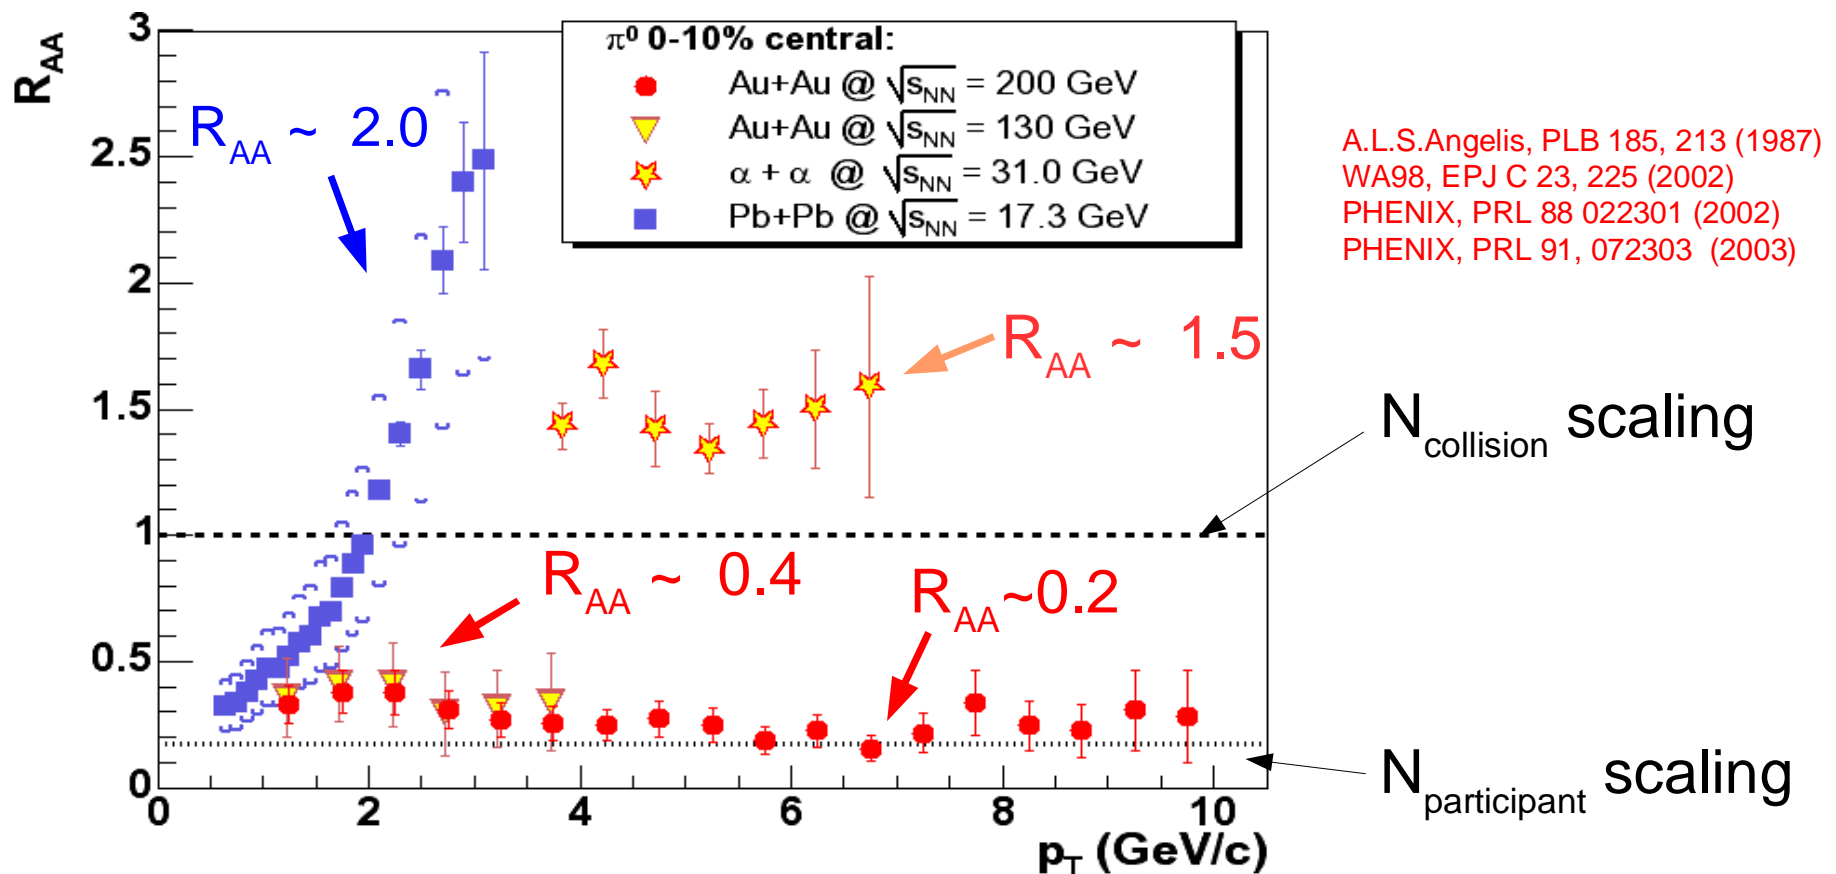 R_AA
3
2.5
2
1.5
1
0.5
0
0 2 4 6 8 10
p_T (GeV/c)
π⁰ 0-10% central:
Au+Au @ √s_NN = 200 GeV
Au+Au @ √s_NN = 130 GeV
α + α @ √s_NN = 31.0 GeV
Pb+Pb @ √s_NN = 17.3 GeV
R_AA ~ 2.0
R_AA ~ 1.5
R_AA ~ 0.4
R_AA~0.2
A.L.S.Angelis, PLB 185, 213 (1987)
WA98, EPJ C 23, 225 (2002)
PHENIX, PRL 88 022301 (2002)
PHENIX, PRL 91, 072303 (2003)
N_collision scaling
N_participant scaling